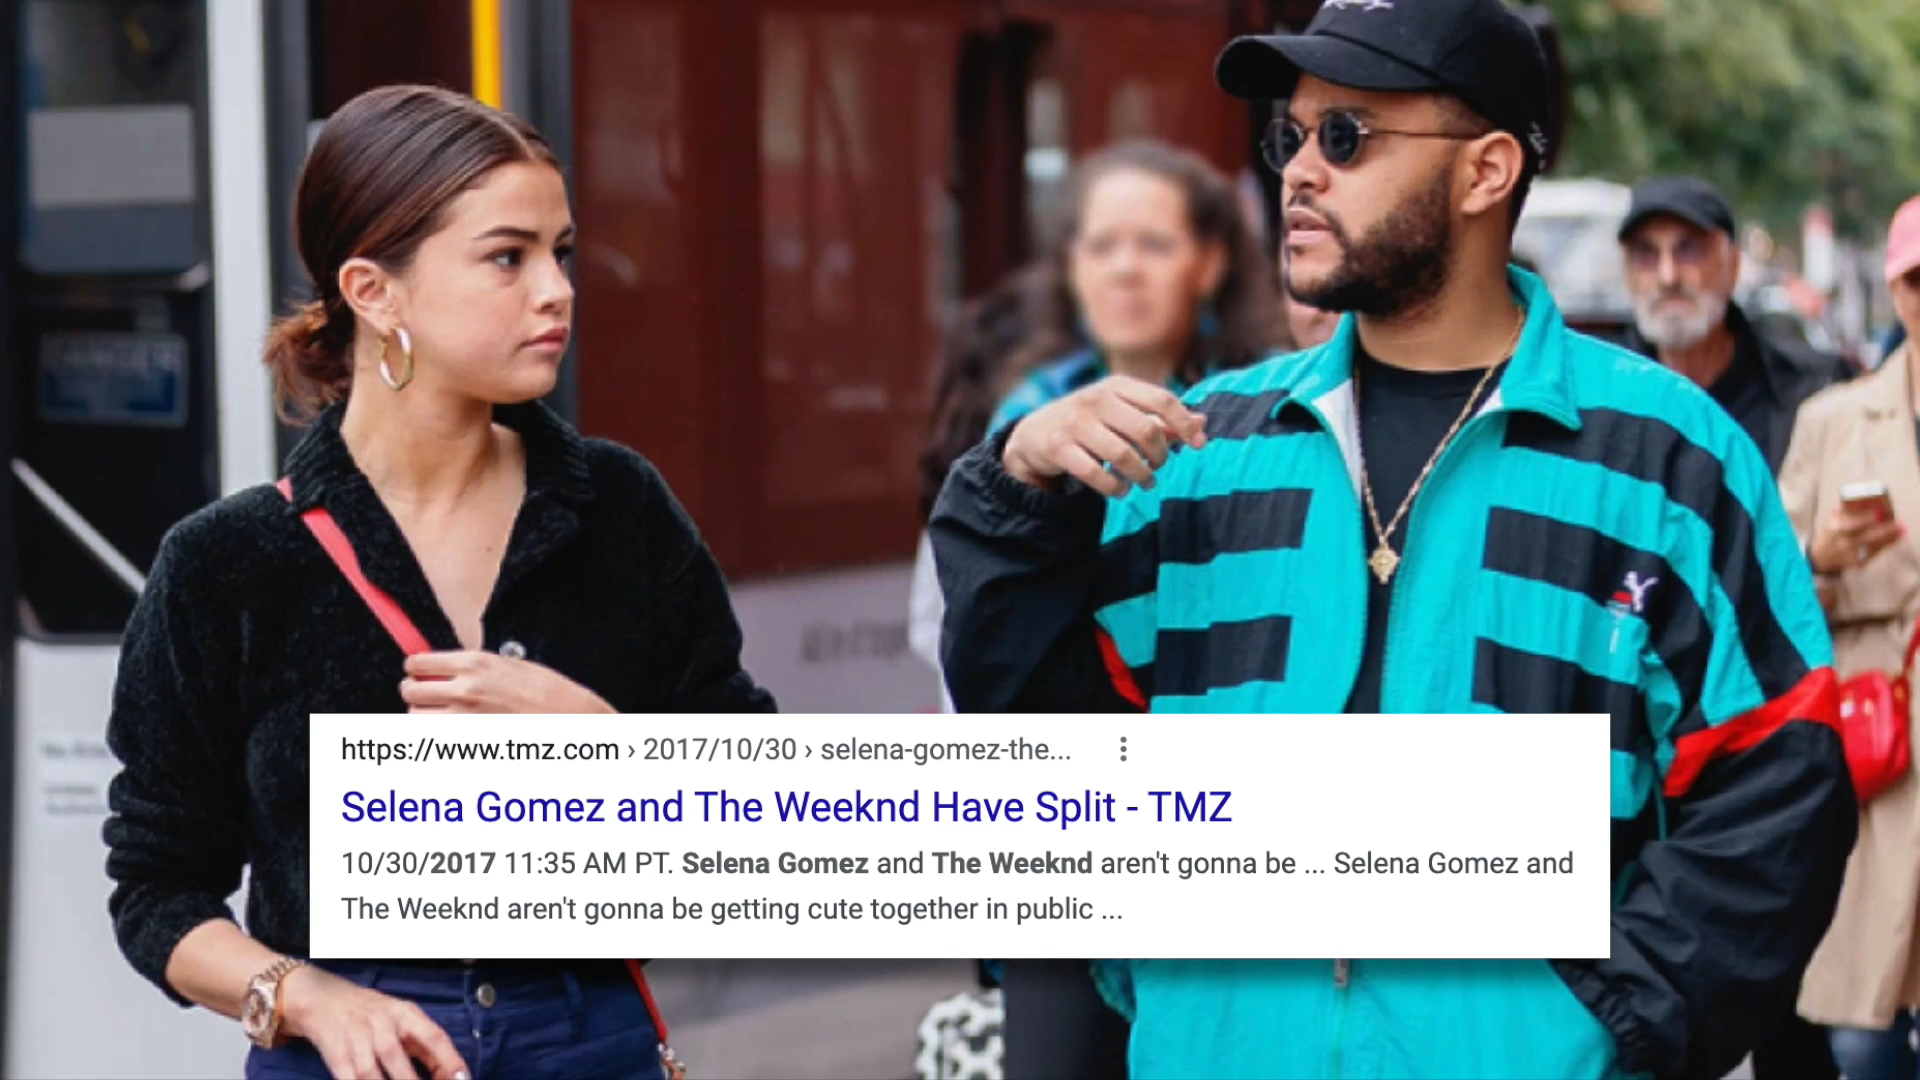 https://www.tmz.com › 2017/10/30 › selena-gomez-the...
Selena Gomez and The Weeknd Have Split - TMZ
10/30/2017 11:35 AM PT. Selena Gomez and The Weeknd aren't gonna be ... Selena Gomez and
The Weeknd aren't gonna be getting cute together in public ...